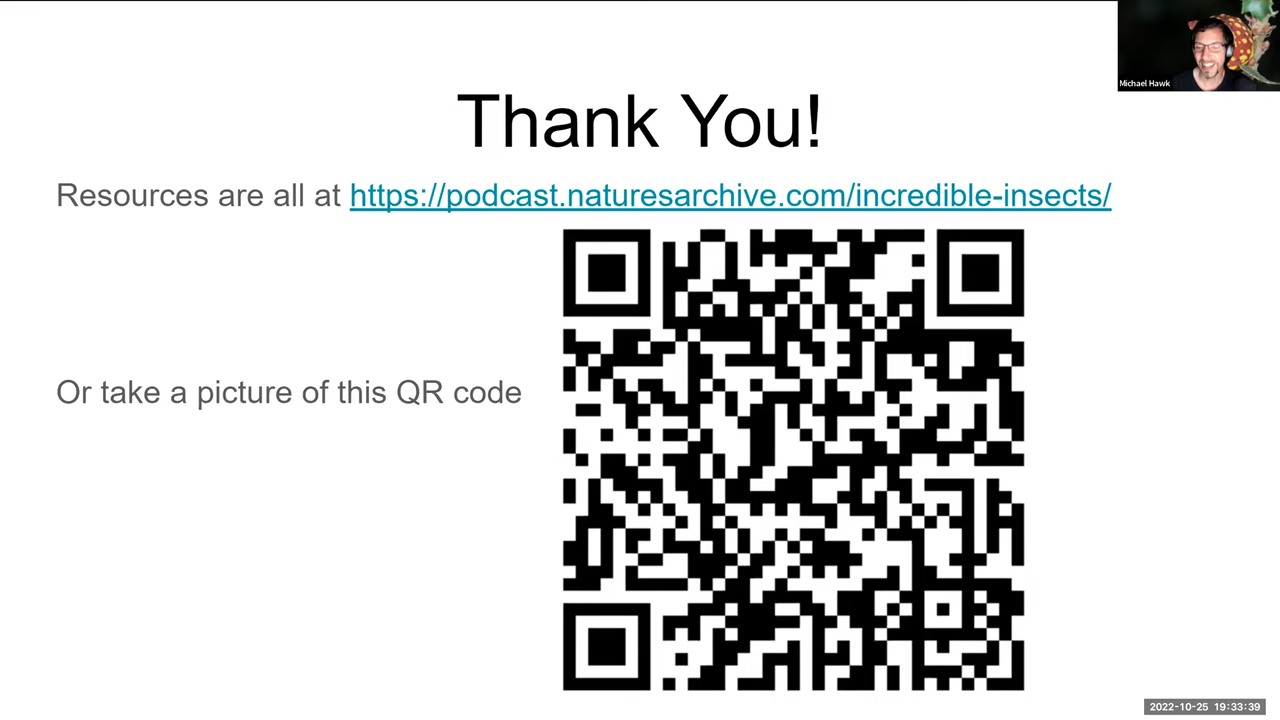 Michael Hawk
Thank You!
Resources are all at https://podcast.naturesarchive.com/incredible-insects/
Or take a picture of this QR code
2022-10-25 19:33:39